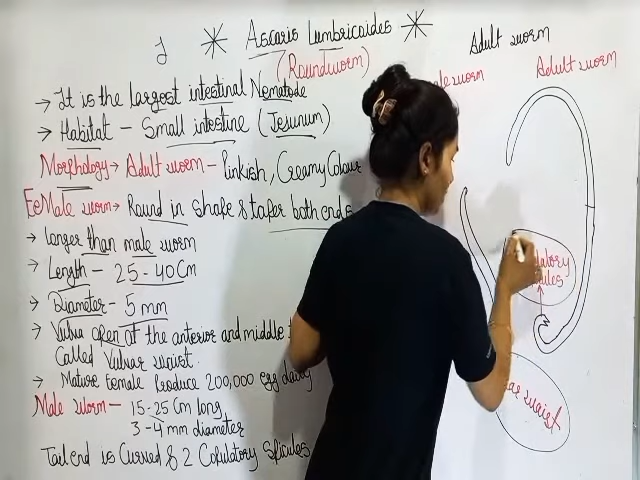 Ascaris Lumbricoides
(Roundworm)
→ It is the largest intestinal Nematode
→ Habitat - Small intestine (Jejunum)
Morphology → Adult worm - Pinkish, Creamy Colour
FeMale worm → Round in Shape & tafer both ends
→ larger than male worm
→ Length - 25 - 40 Cm
→ Diameter - 5 mm
→ Vulva open at the anterior and middle
Called Vulvar waist.
→ Mature Female Produce 200,000 egg daily
Male worm - 15-25 Cm long
3-4 mm diameter
Tail end is Curved & 2 Copulatory Spicules
Adult worm
worm
Adult worm
waist